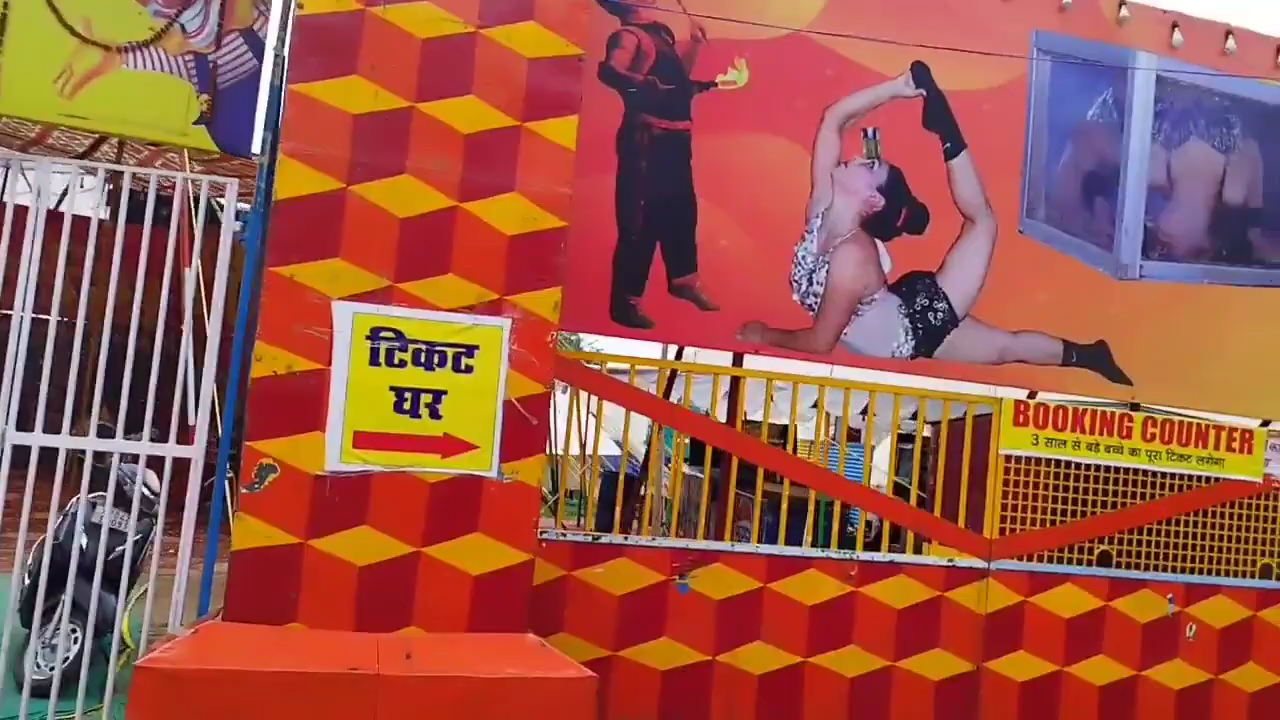 टिकट
घर
BOOKING COUNTER
3 साल से बड़े बच्चे का पूरा टिकट लगेगा